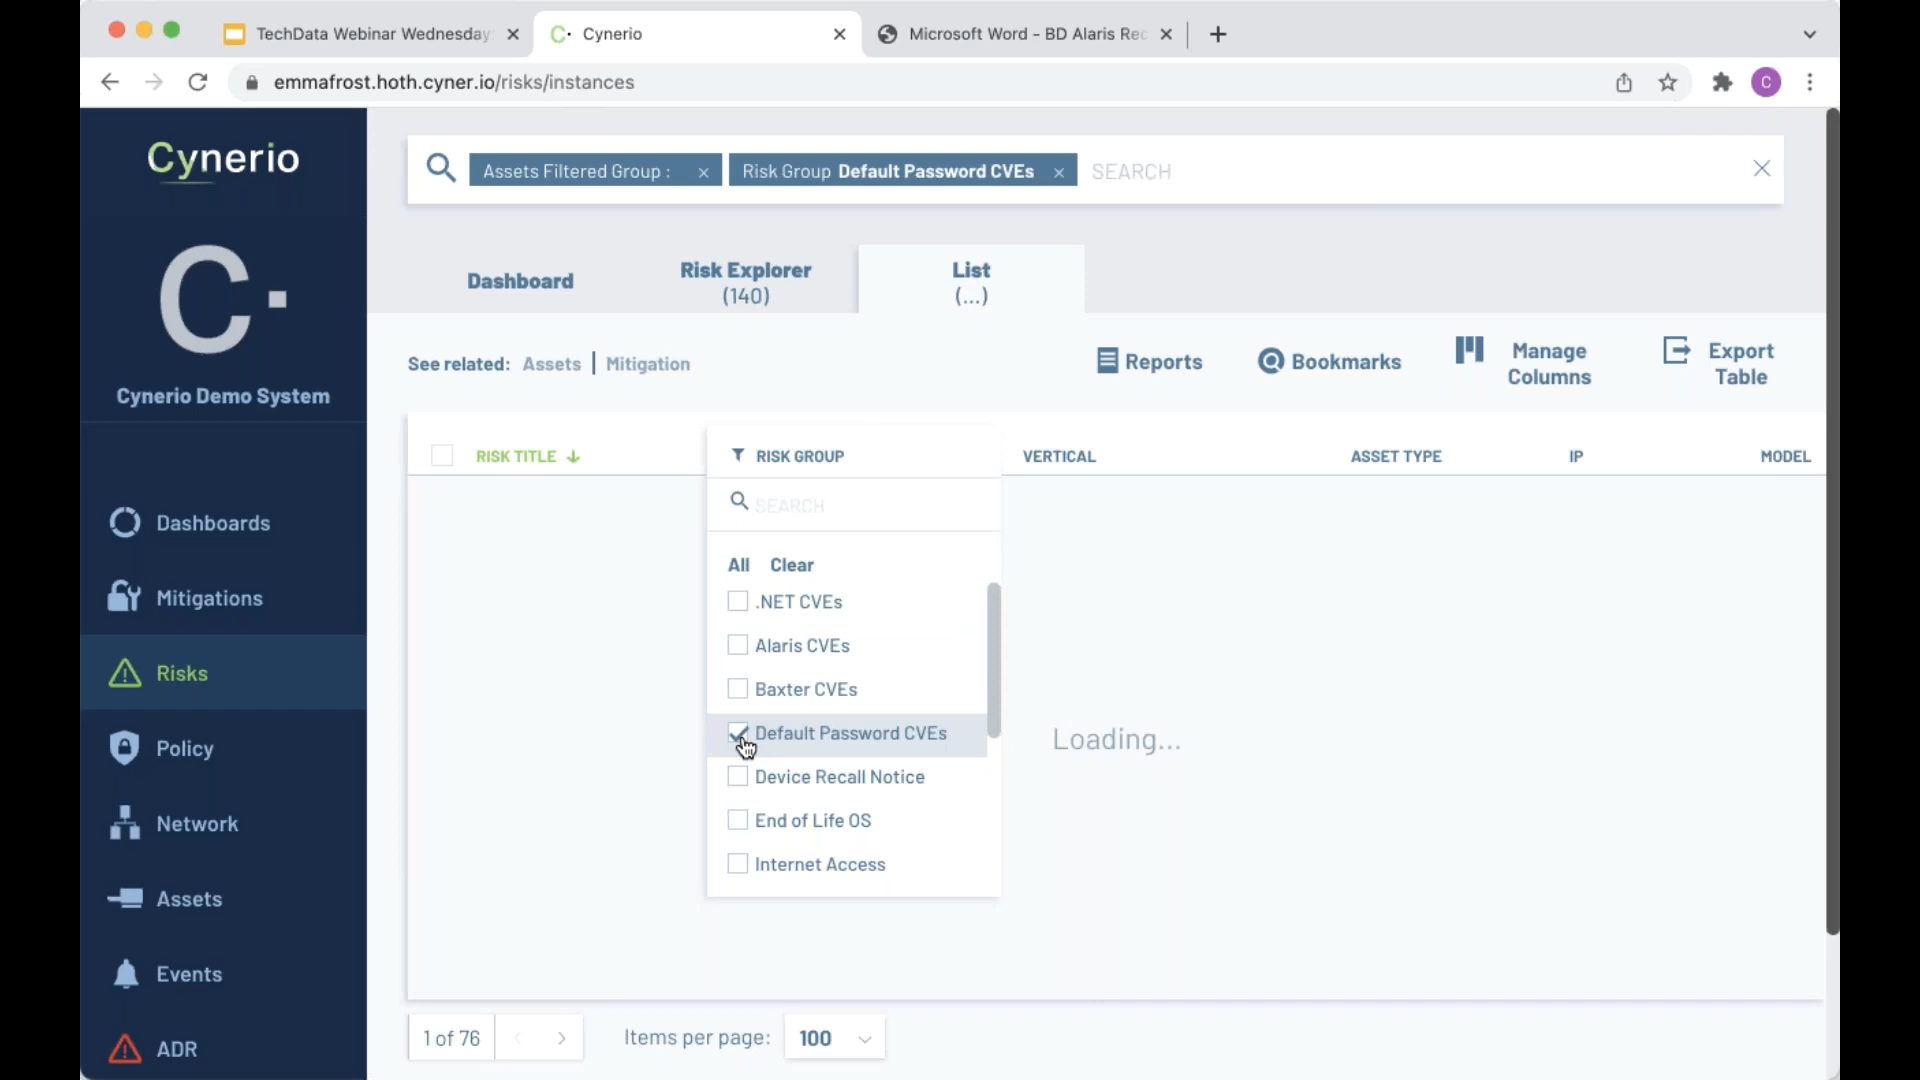 TechData Webinar Wednesday
Cynerio
Microsoft Word - BD Alaris Rec
emmafrost.hoth.cyner.io/risks/instances
C
Cynerio
C·
Cynerio Demo System
Dashboards
Mitigations
Risks
Policy
Network
Assets
Events
ADR
Assets Filtered Group : ×
Risk Group Default Password CVEs ×
SEARCH
Dashboard
Risk Explorer
(140)
List
(...)
See related: Assets | Mitigation
Reports
Bookmarks
Manage
Columns
Export
Table
RISK TITLE
RISK GROUP
VERTICAL
ASSET TYPE
IP
MODEL
SEARCH
All Clear
.NET CVEs
Alaris CVEs
Baxter CVEs
Default Password CVEs
Device Recall Notice
End of Life OS
Internet Access
Loading...
1 of 76
Items per page: 100